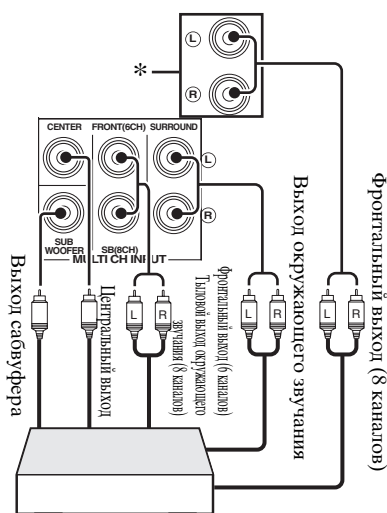 L
*
R
CENTER FRONT(6CH) SURROUND
L
R
SUB
WOOFER
SB(8CH)
MULTI CH INPUT
L R
L R
L R
Выход сабвуфера
Центральный выход
Фронтальный выход (6 каналов)
Тыловой выход окружающего
звучания (8 каналов)
Выход окружающего звучания
Фронтальный выход (8 каналов)